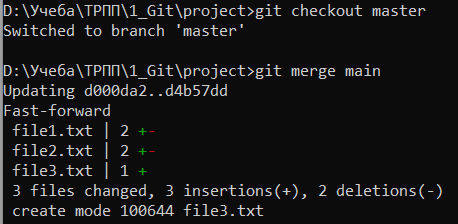 D:\Учеба\ТРПП\1_Git\project>git checkout master
Switched to branch 'master'
D:\Учеба\ТРПП\1_Git\project>git merge main
Updating d000da2..d4b57dd
Fast-forward
 file1.txt | 2 +-
 file2.txt | 2 +-
 file3.txt | 1 +
 3 files changed, 3 insertions(+), 2 deletions(-)
 create mode 100644 file3.txt